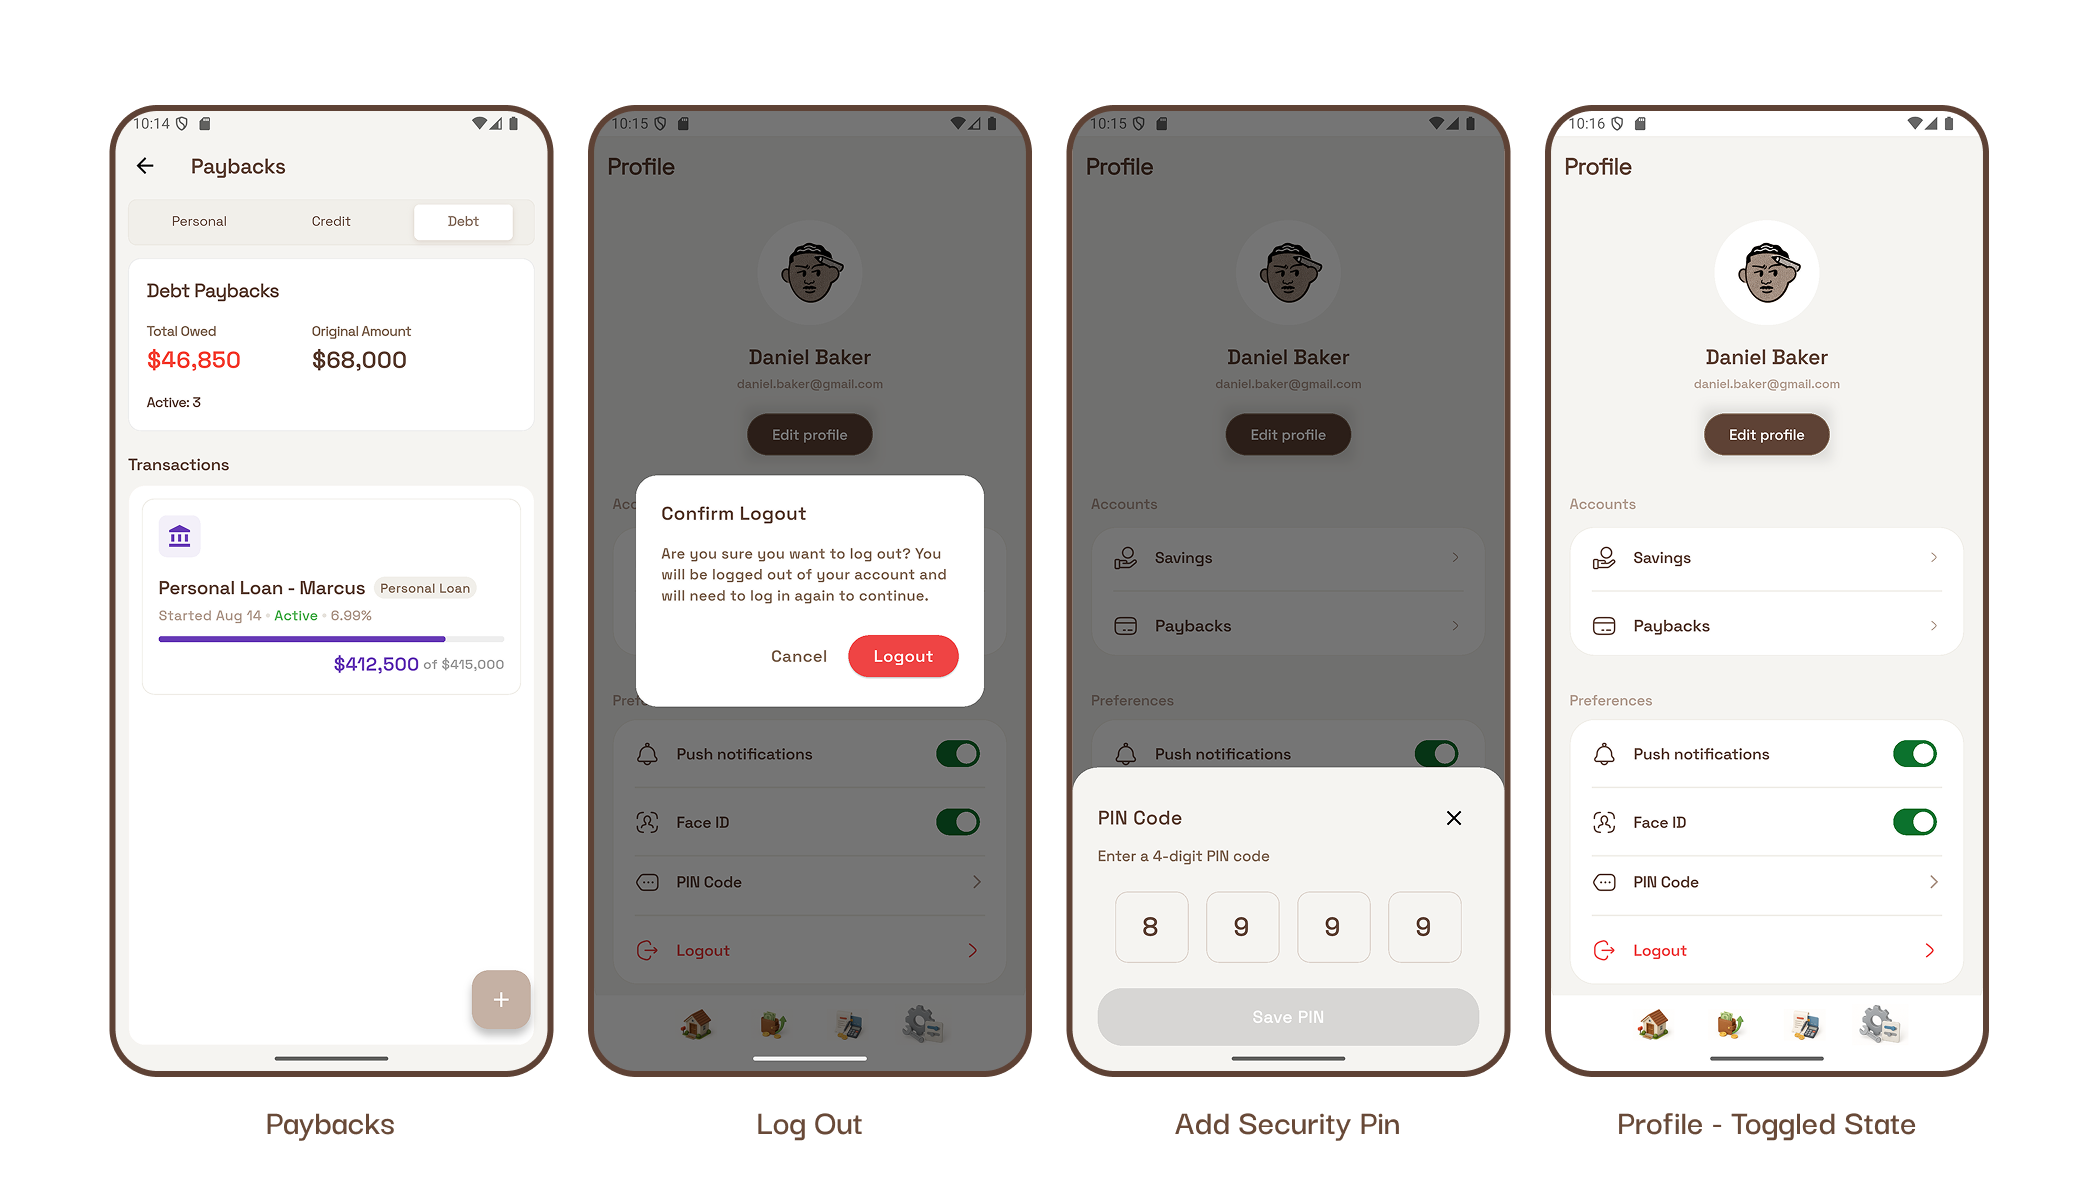 10:14
Paybacks
Personal Credit Debt
Debt Paybacks
Total Owed Original Amount
$46,850 $68,000
Active: 3
Transactions
Personal Loan - Marcus Personal Loan
Started Aug 14 • Active • 6.99%
$412,500 of $415,000
+
Paybacks
10:15
Profile
Daniel Baker
daniel.baker@gmail.com
Edit profile
Acc
Confirm Logout
Are you sure you want to log out? You
will be logged out of your account and
will need to log in again to continue.
Cancel Logout
Pref
Push notifications
Face ID
PIN Code
Logout
Log Out
10:15
Profile
Daniel Baker
daniel.baker@gmail.com
Edit profile
Accounts
Savings
Paybacks
Preferences
Push notifications
PIN Code
Enter a 4-digit PIN code
8 9 9 9
Save PIN
Add Security Pin
10:16
Profile
Daniel Baker
daniel.baker@gmail.com
Edit profile
Accounts
Savings
Paybacks
Preferences
Push notifications
Face ID
PIN Code
Logout
Profile - Toggled State